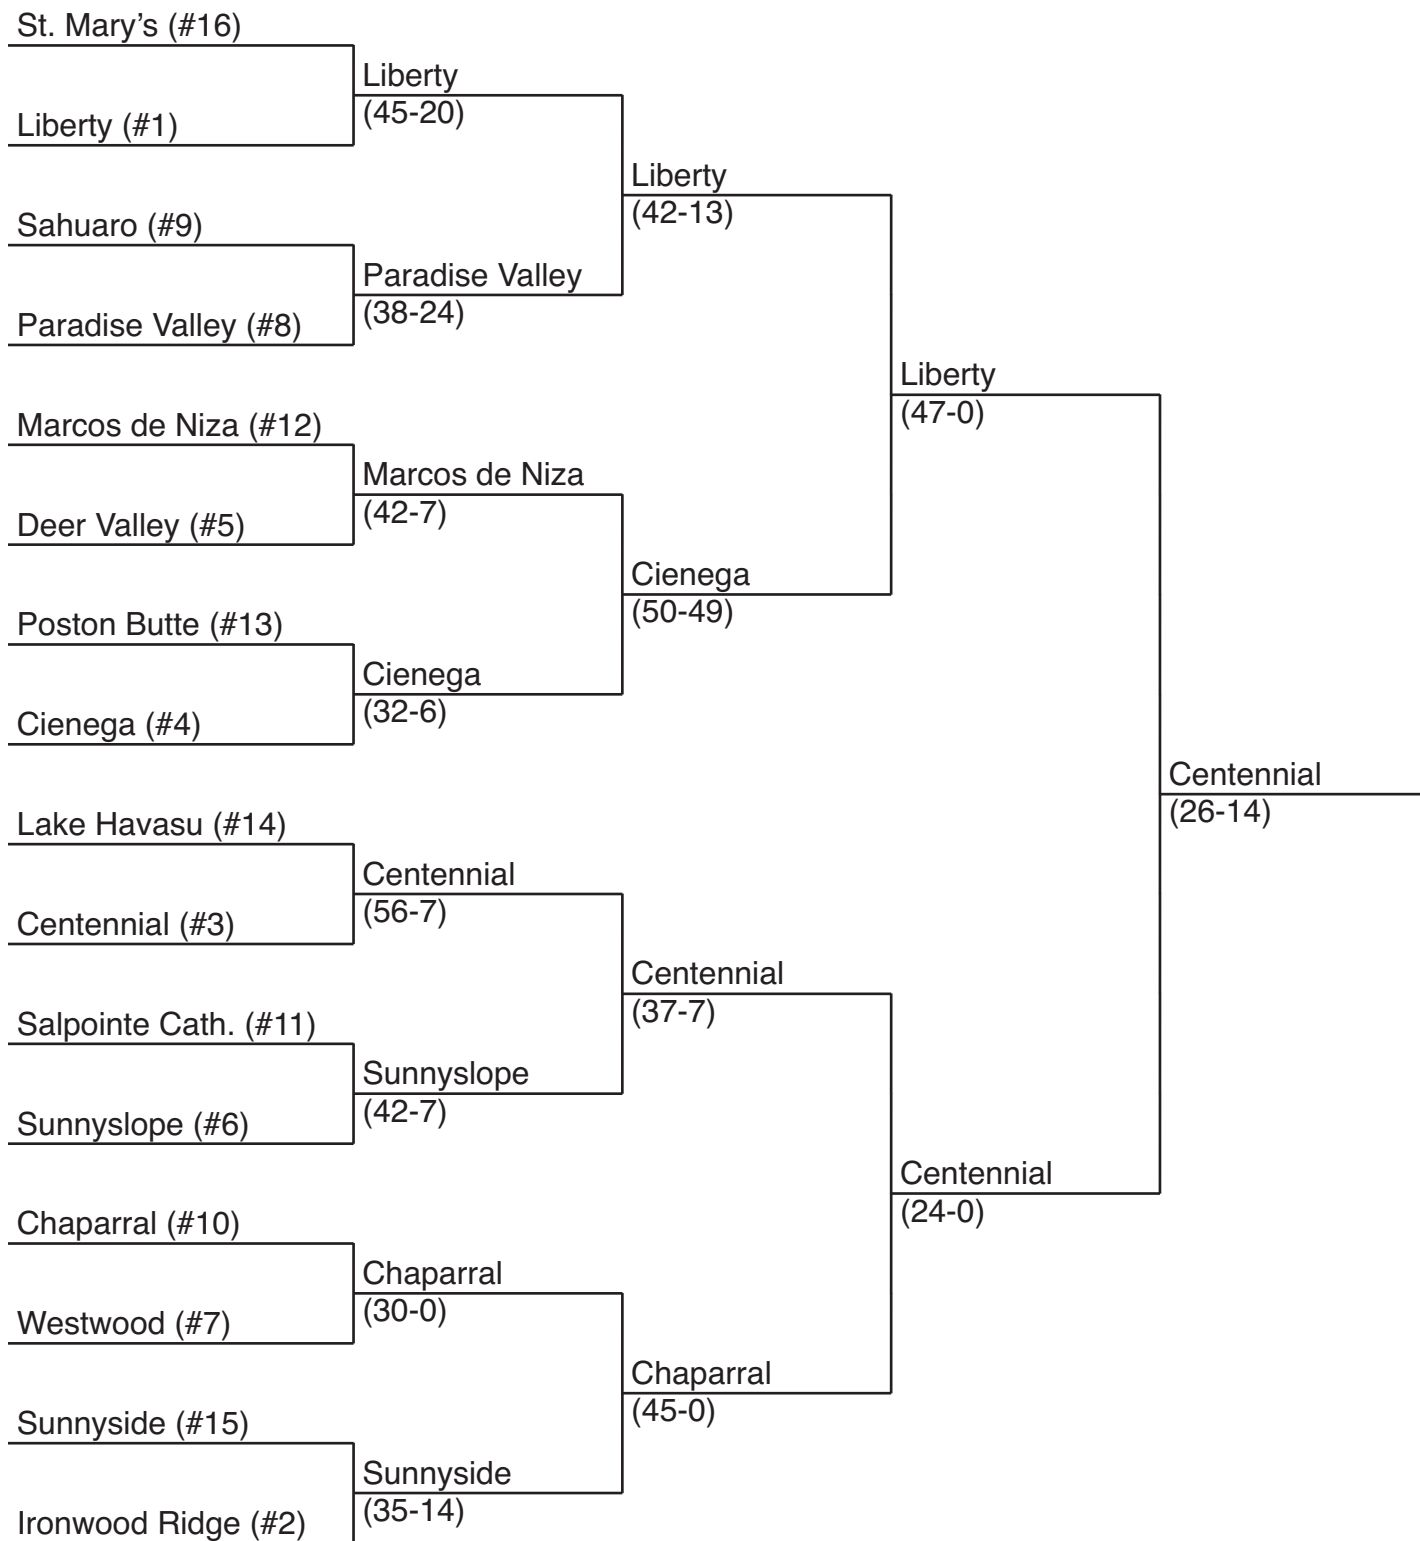 St. Mary’s (#16)
Liberty (#1)
Sahuaro (#9)
Paradise Valley (#8)
Marcos de Niza (#12)
Deer Valley (#5)
Poston Butte (#13)
Cienega (#4)
Lake Havasu (#14)
Centennial (#3)
Salpointe Cath. (#11)
Sunnyslope (#6)
Chaparral (#10)
Westwood (#7)
Sunnyside (#15)
Ironwood Ridge (#2)
Liberty
(45-20)
Paradise Valley
(38-24)
Marcos de Niza
(42-7)
Cienega
(32-6)
Centennial
(56-7)
Sunnyslope
(42-7)
Chaparral
(30-0)
Sunnyside
(35-14)
Liberty
(42-13)
Cienega
(50-49)
Centennial
(37-7)
Chaparral
(45-0)
Liberty
(47-0)
Centennial
(24-0)
Centennial
(26-14)